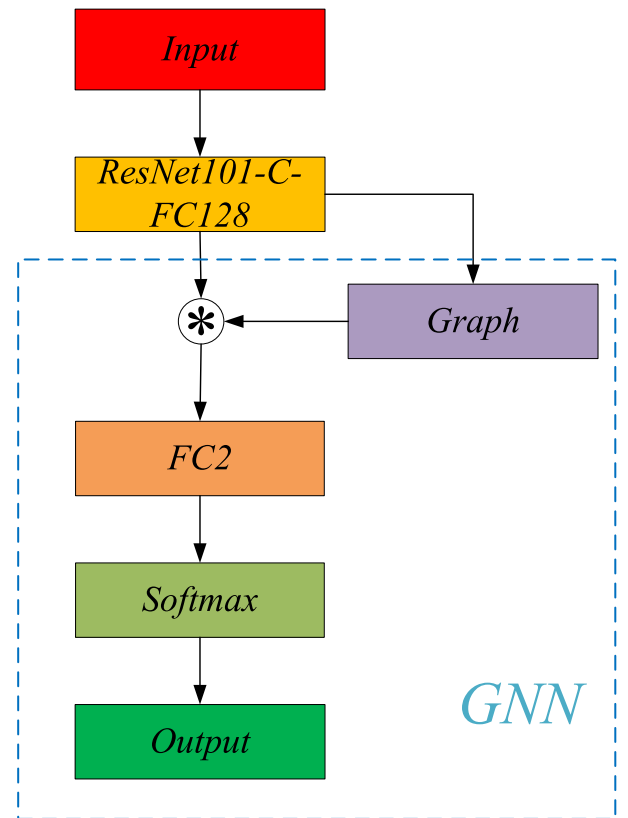 Input
ResNet101-C-
FC128
*
Graph
FC2
Softmax
GNN
Output